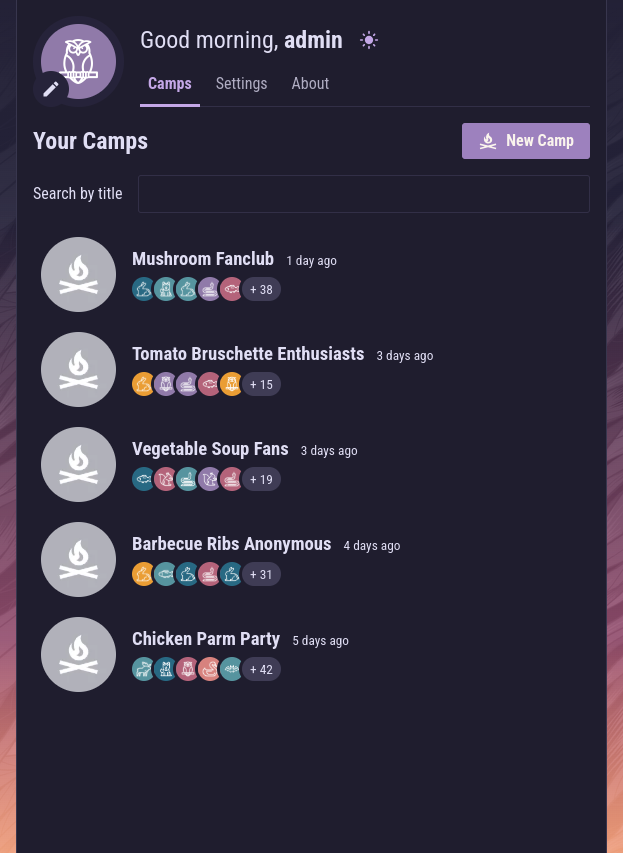 Good morning, admin
Camps Settings About
Your Camps
New Camp
Search by title
Mushroom Fanclub 1 day ago
+ 38
Tomato Bruschette Enthusiasts 3 days ago
+ 15
Vegetable Soup Fans 3 days ago
+ 19
Barbecue Ribs Anonymous 4 days ago
+ 31
Chicken Parm Party 5 days ago
+ 42